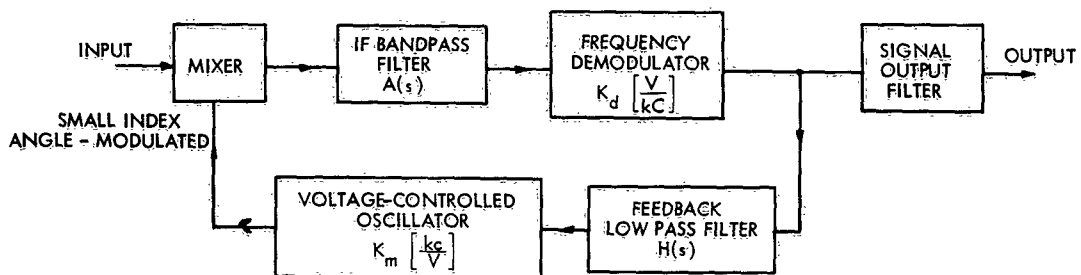 INPUT
MIXER
IF BANDPASS
FILTER
A(s)
FREQUENCY
DEMODULATOR
K_d [V/kC]
SIGNAL
OUTPUT
FILTER
OUTPUT
SMALL INDEX
ANGLE - MODULATED
VOLTAGE-CONTROLLED
OSCILLATOR
K_m [kc/V]
FEEDBACK
LOW PASS FILTER
H(s)